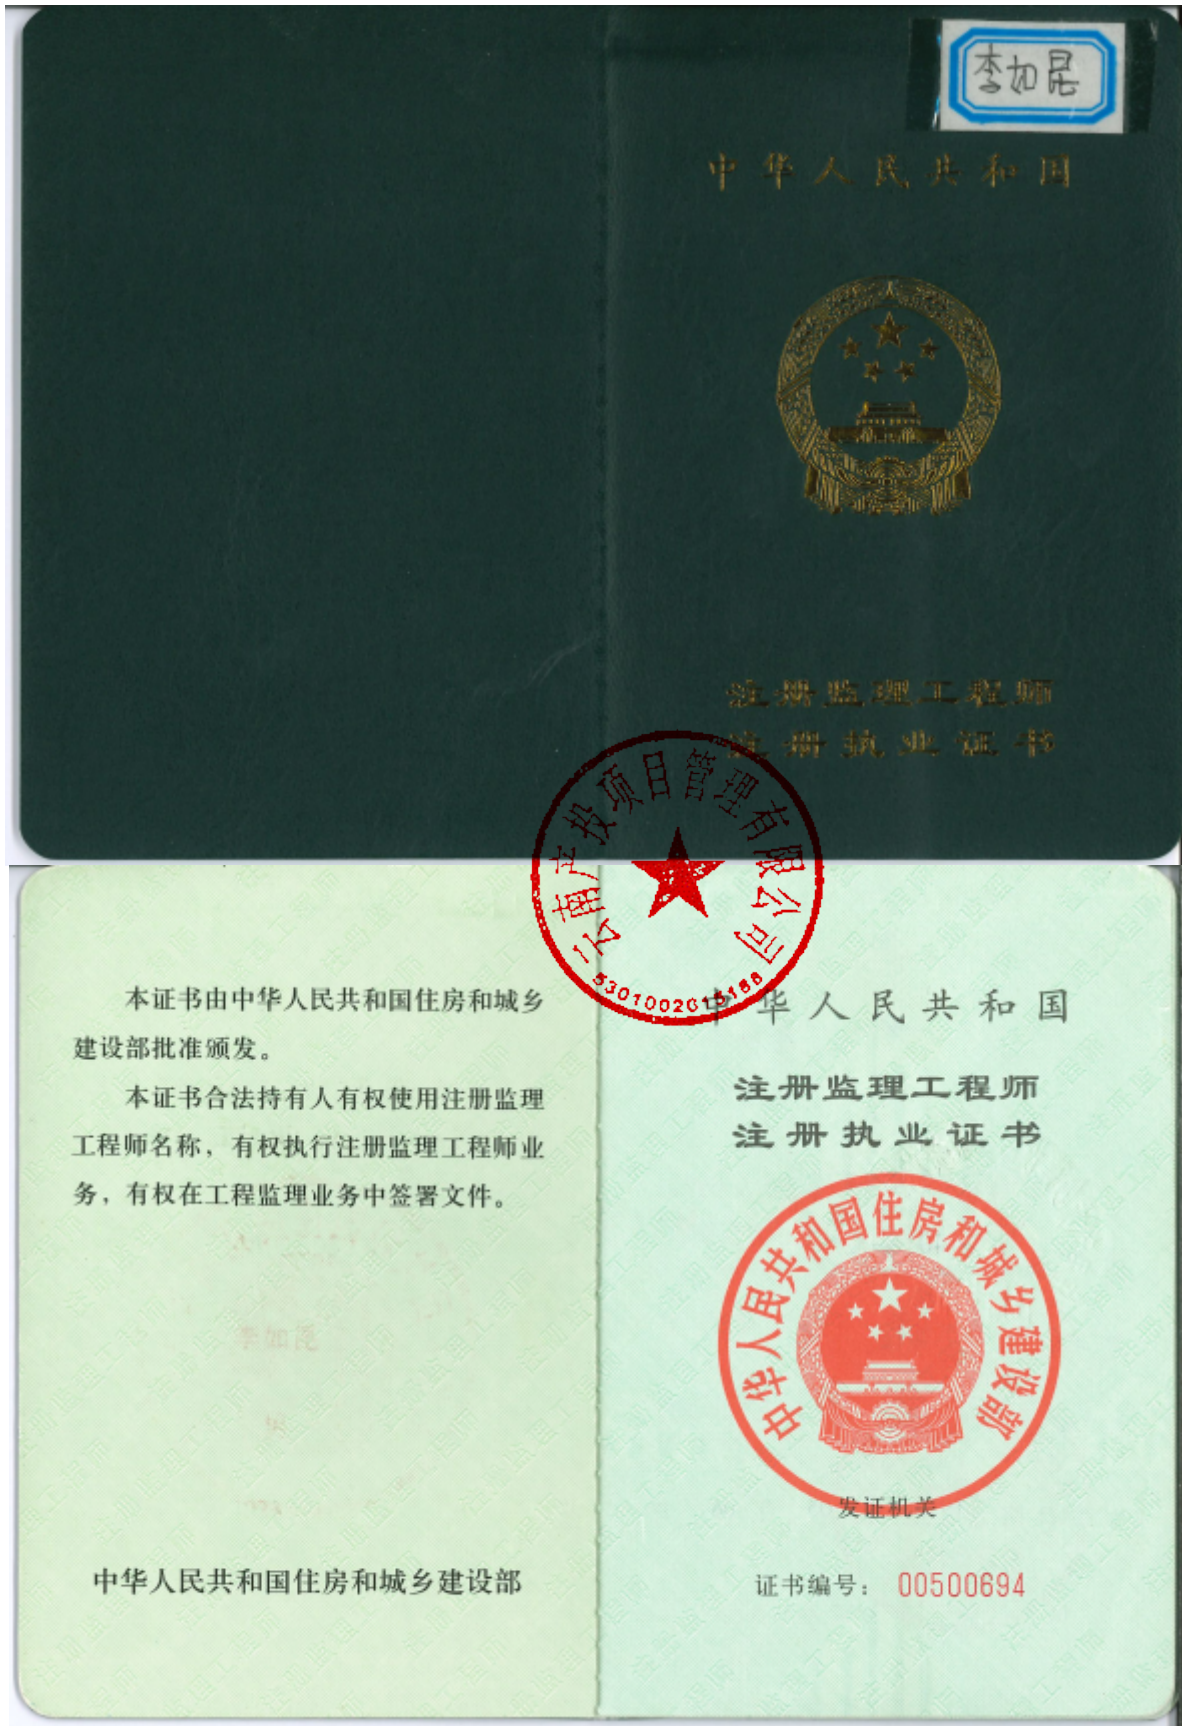 李如昆
中华人民共和国
注册监理工程师
注册执业证书
云南产投项目管理有限公司
本证书由中华人民共和国住房和城乡
建设部批准颁发。
本证书合法持有人有权使用注册监理
工程师名称，有权执行注册监理工程师业
务，有权在工程监理业务中签署文件。
中华人民共和国住房和城乡建设部
中华人民共和国
注册监理工程师
注册执业证书
中华人民共和国住房和城乡建设部
发证机关
证书编号： 00500694